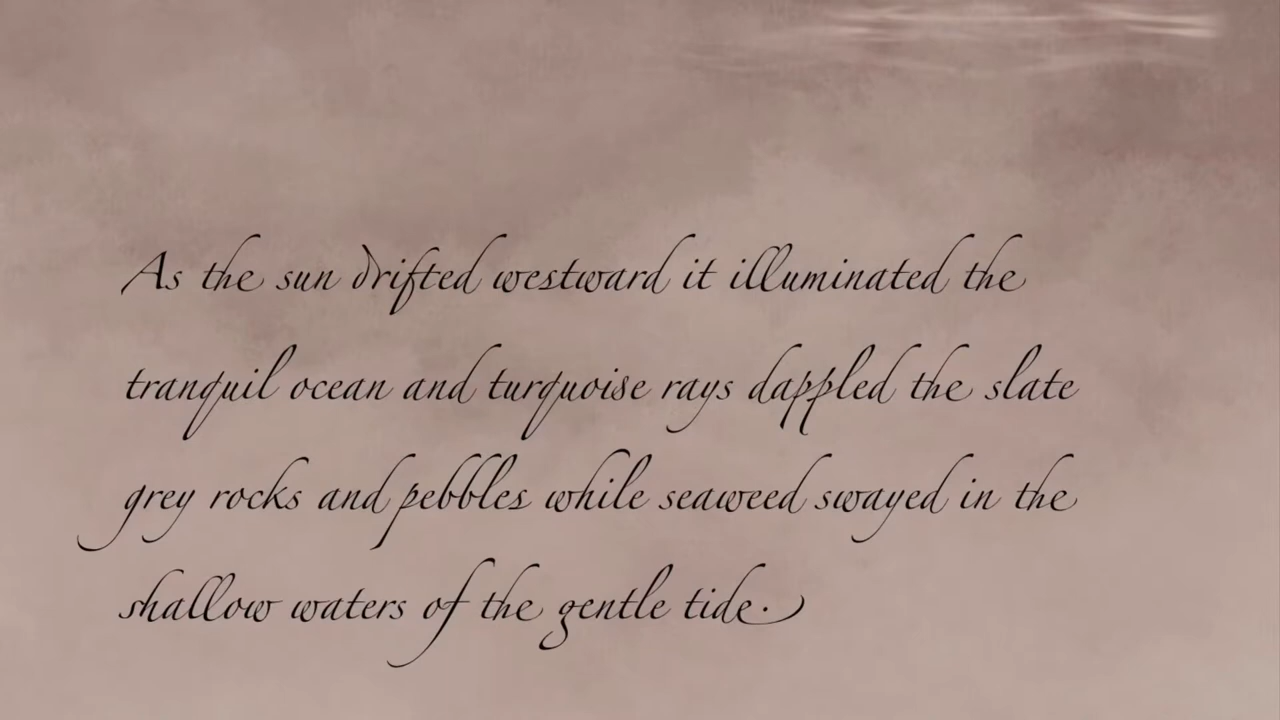 As the sun drifted westward it illuminated the
tranquil ocean and turquoise rays dappled the slate
grey rocks and pebbles while seaweed swayed in the
shallow waters of the gentle tide.